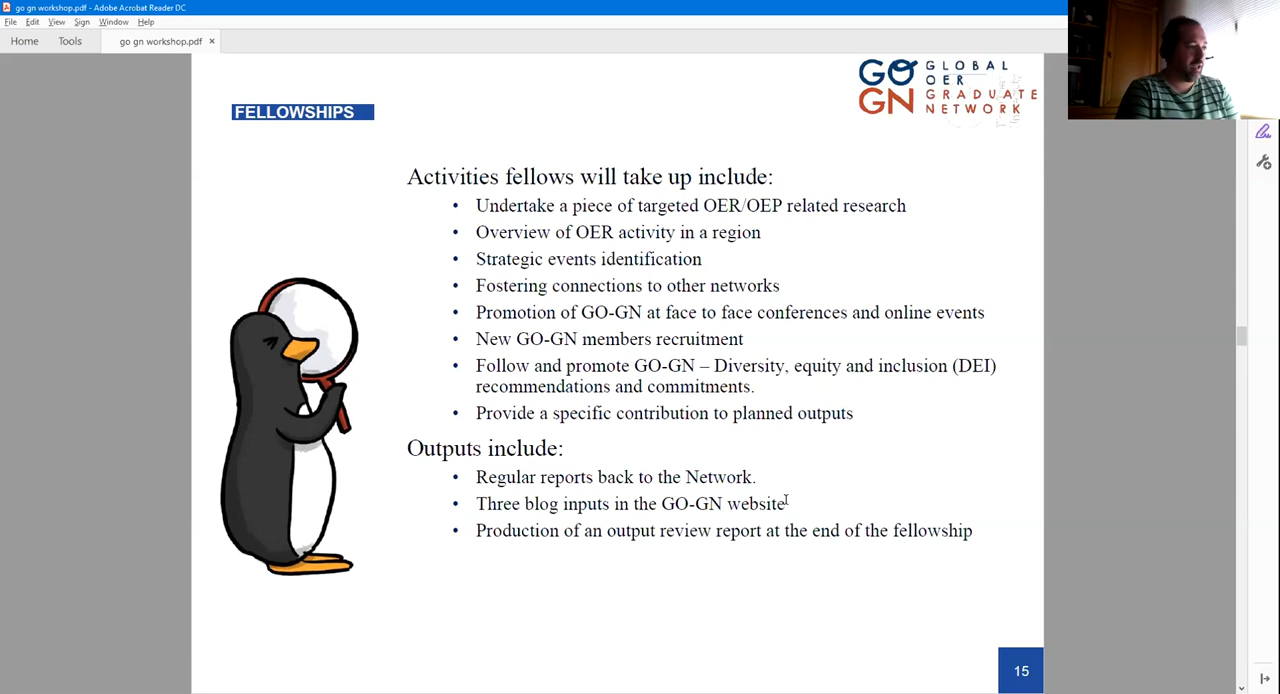 go gn workshop.pdf - Adobe Acrobat Reader DC
File Edit View Sign Window Help
Home Tools go gn workshop.pdf ×
FELLOWSHIPS
GO GLOBAL
OER
GN GRADUATE
NETWORK
Activities fellows will take up include:
• Undertake a piece of targeted OER/OEP related research
• Overview of OER activity in a region
• Strategic events identification
• Fostering connections to other networks
• Promotion of GO-GN at face to face conferences and online events
• New GO-GN members recruitment
• Follow and promote GO-GN – Diversity, equity and inclusion (DEI)
recommendations and commitments.
• Provide a specific contribution to planned outputs
Outputs include:
• Regular reports back to the Network.
• Three blog inputs in the GO-GN website
• Production of an output review report at the end of the fellowship
15